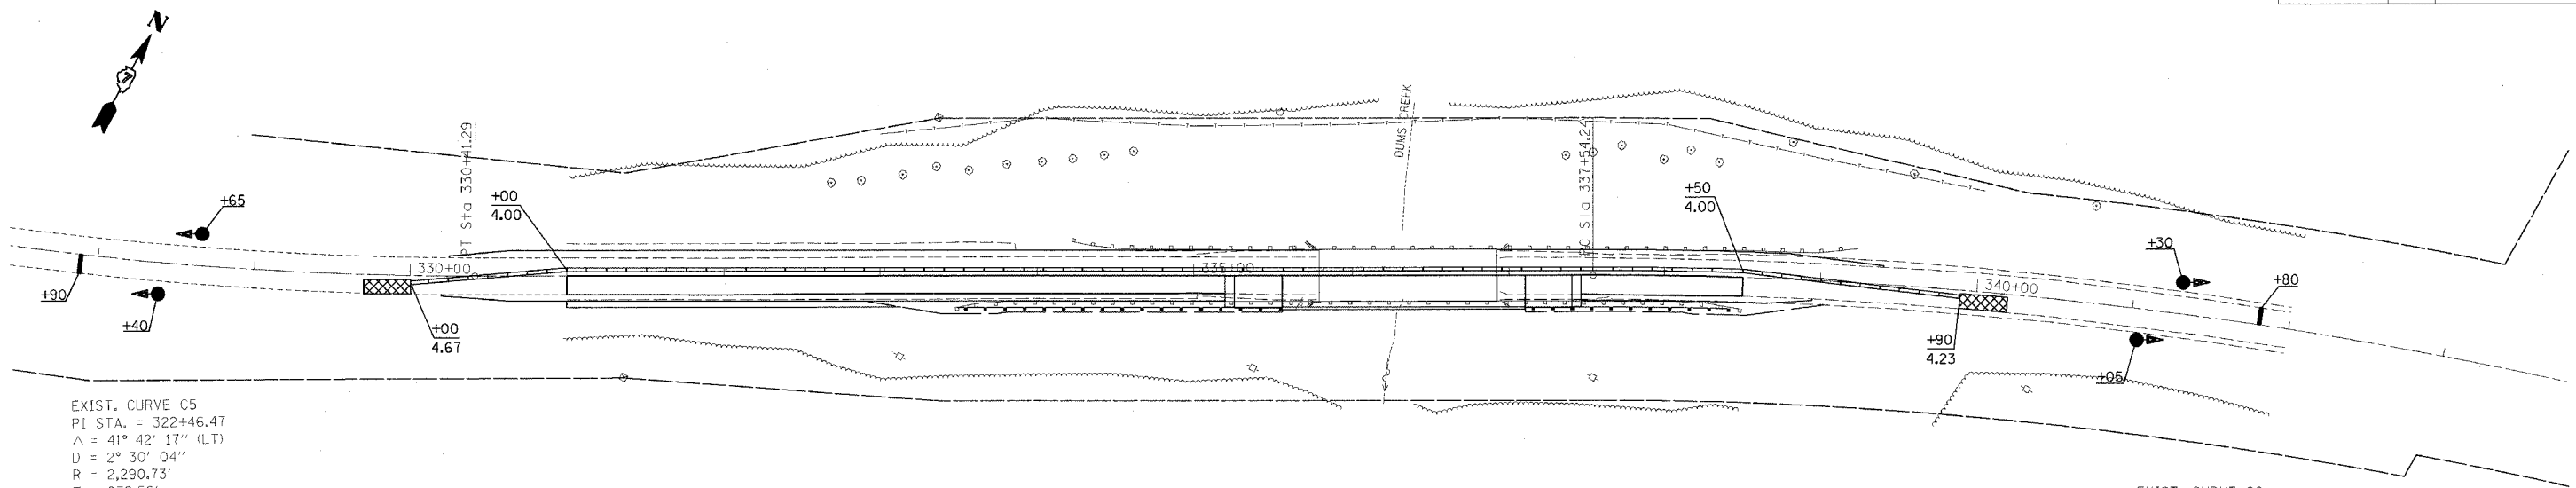 N
7
+65
+90
+40
PT Sta 330+41.29
+00
4.00
330+00
+00
4.67
335+00
DUMS CREEK
PC Sta 337+54.24
+50
4.00
340+00
+90
4.23
+30
+80
+05
EXIST. CURVE C5
PI STA. = 322+46.47
Δ = 41° 42' 17" (LT)
D = 2° 30' 04"
R = 2,290.73'